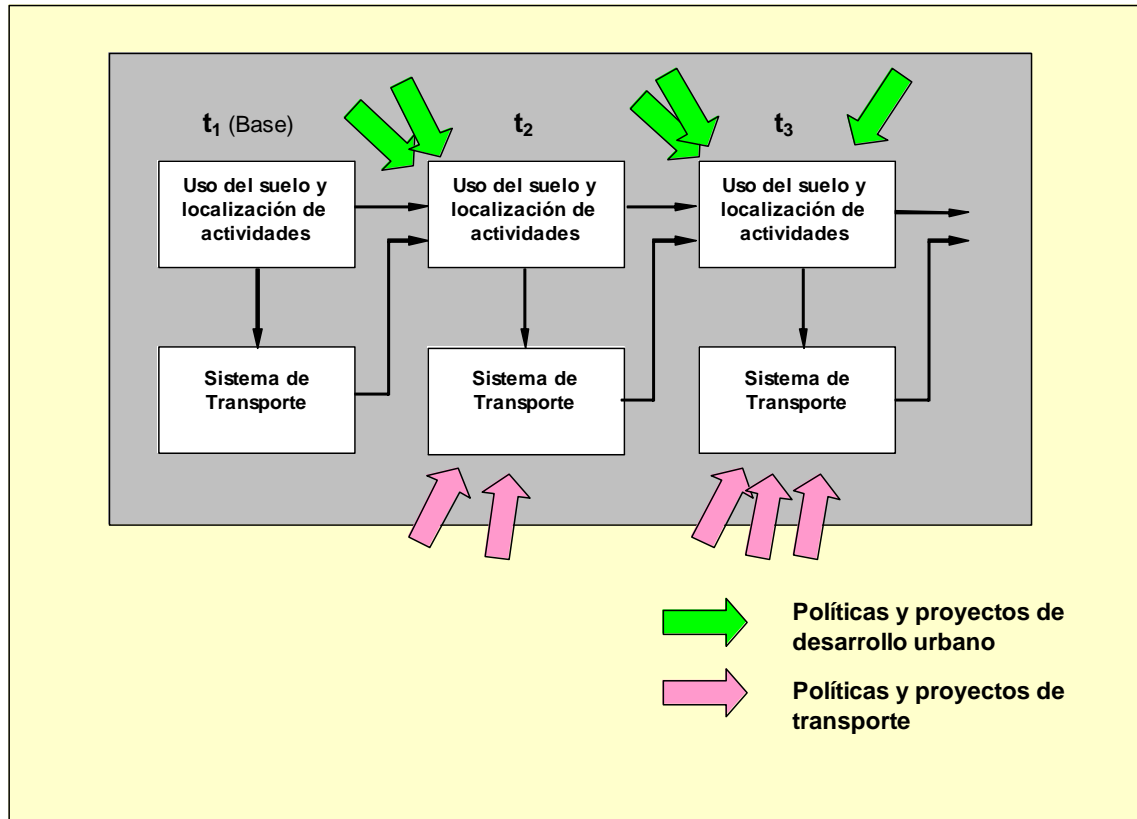 t1 (Base)
t2
t3
Uso del suelo y
localización de
actividades
Uso del suelo y
localización de
actividades
Uso del suelo y
localización de
actividades
Sistema de
Transporte
Sistema de
Transporte
Sistema de
Transporte
Políticas y proyectos de
desarrollo urbano
Políticas y proyectos de
transporte